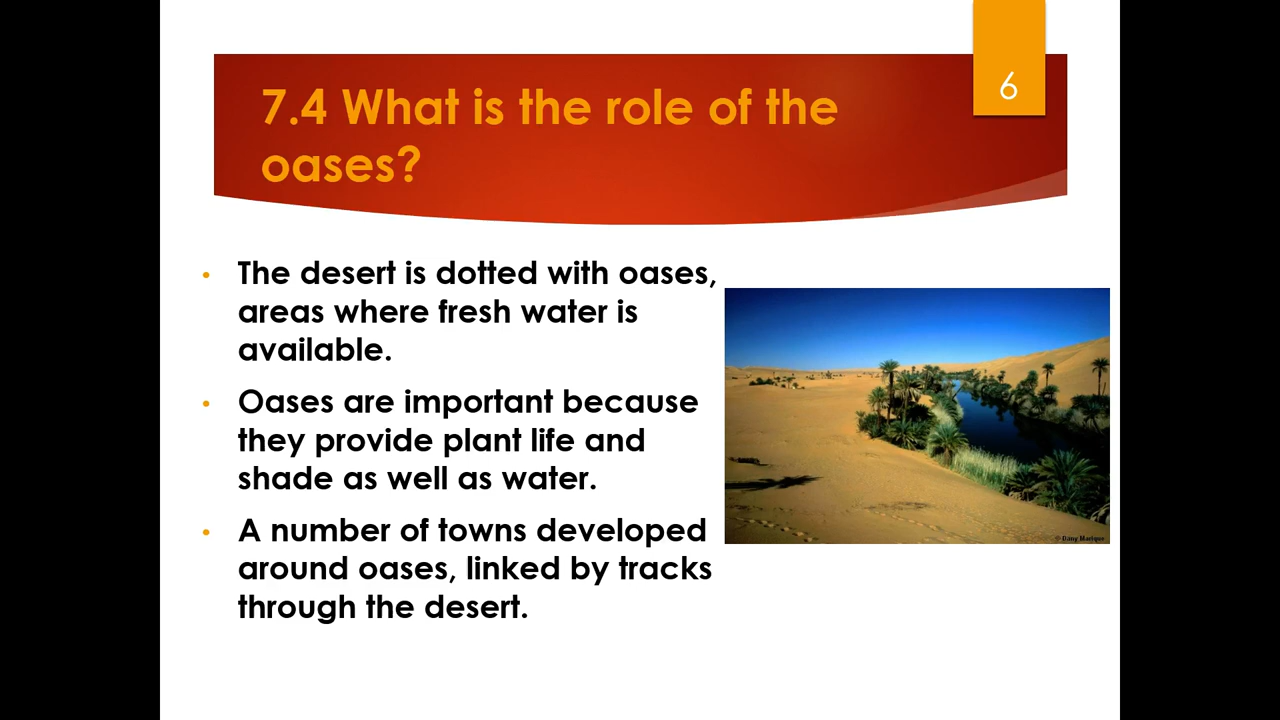 6
7.4 What is the role of the
oases?
• The desert is dotted with oases,
areas where fresh water is
available.
• Oases are important because
they provide plant life and
shade as well as water.
• A number of towns developed
around oases, linked by tracks
through the desert.